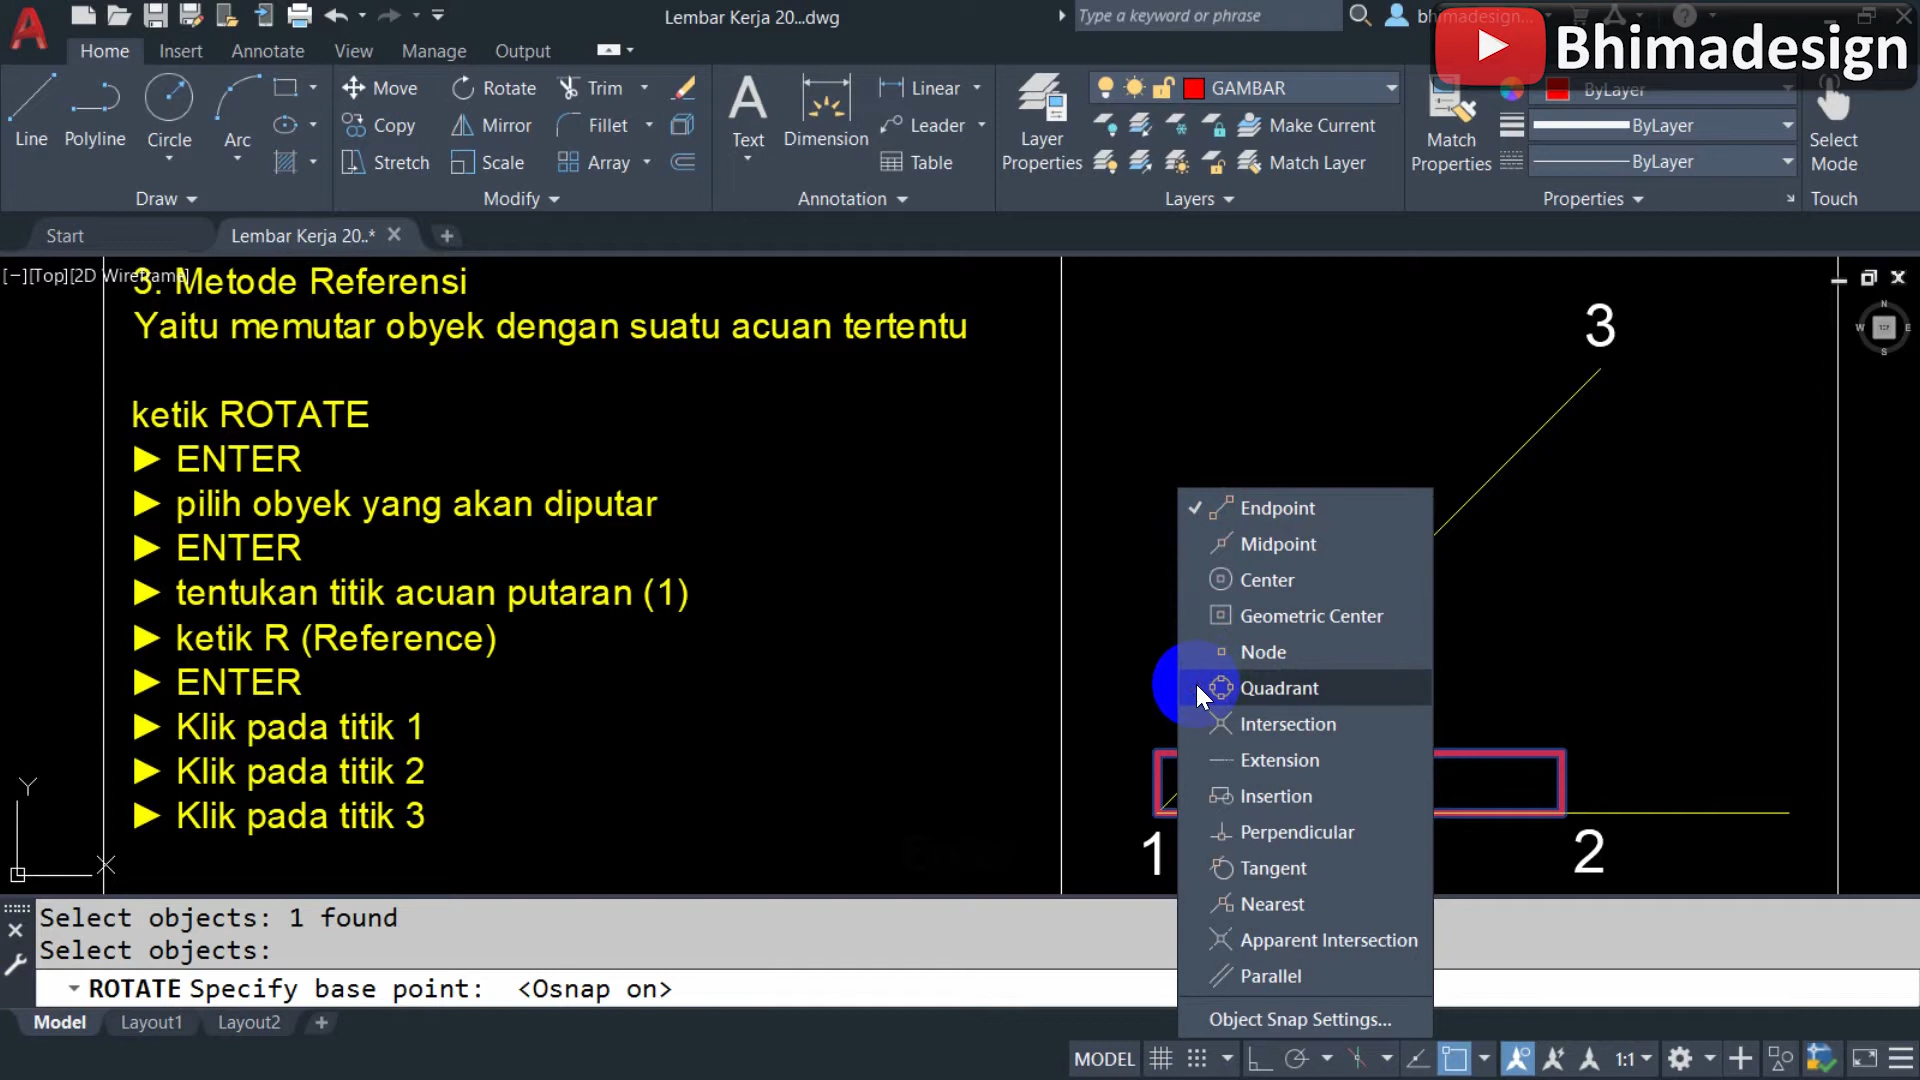 Lembar Kerja 20...dwg
Type a keyword or phrase
bhimadesign...
Bhimadesign
Home
Insert
Annotate
View
Manage
Output
Line
Polyline
Circle
Arc
Draw
Move
Rotate
Trim
Copy
Mirror
Fillet
Stretch
Scale
Array
Modify
Text
Dimension
Linear
Leader
Table
Annotation
Layer
Properties
GAMBAR
Make Current
Match Layer
Layers
Match
Properties
ByLayer
ByLayer
ByLayer
Properties
Select
Mode
Touch
Start
Lembar Kerja 20..*
[−][Top][2D Wireframe]
3. Metode Referensi
Yaitu memutar obyek dengan suatu acuan tertentu
ketik ROTATE
► ENTER
► pilih obyek yang akan diputar
► ENTER
► tentukan titik acuan putaran (1)
► ketik R (Reference)
► ENTER
► Klik pada titik 1
► Klik pada titik 2
► Klik pada titik 3
Y
X
3
1
2
N
W
E
S
TOP
Endpoint
Midpoint
Center
Geometric Center
Node
Quadrant
Intersection
Extension
Insertion
Perpendicular
Tangent
Nearest
Apparent Intersection
Parallel
Object Snap Settings...
Select objects: 1 found
Select objects:
ROTATE Specify base point: <Osnap on>
Model
Layout1
Layout2
MODEL
1:1